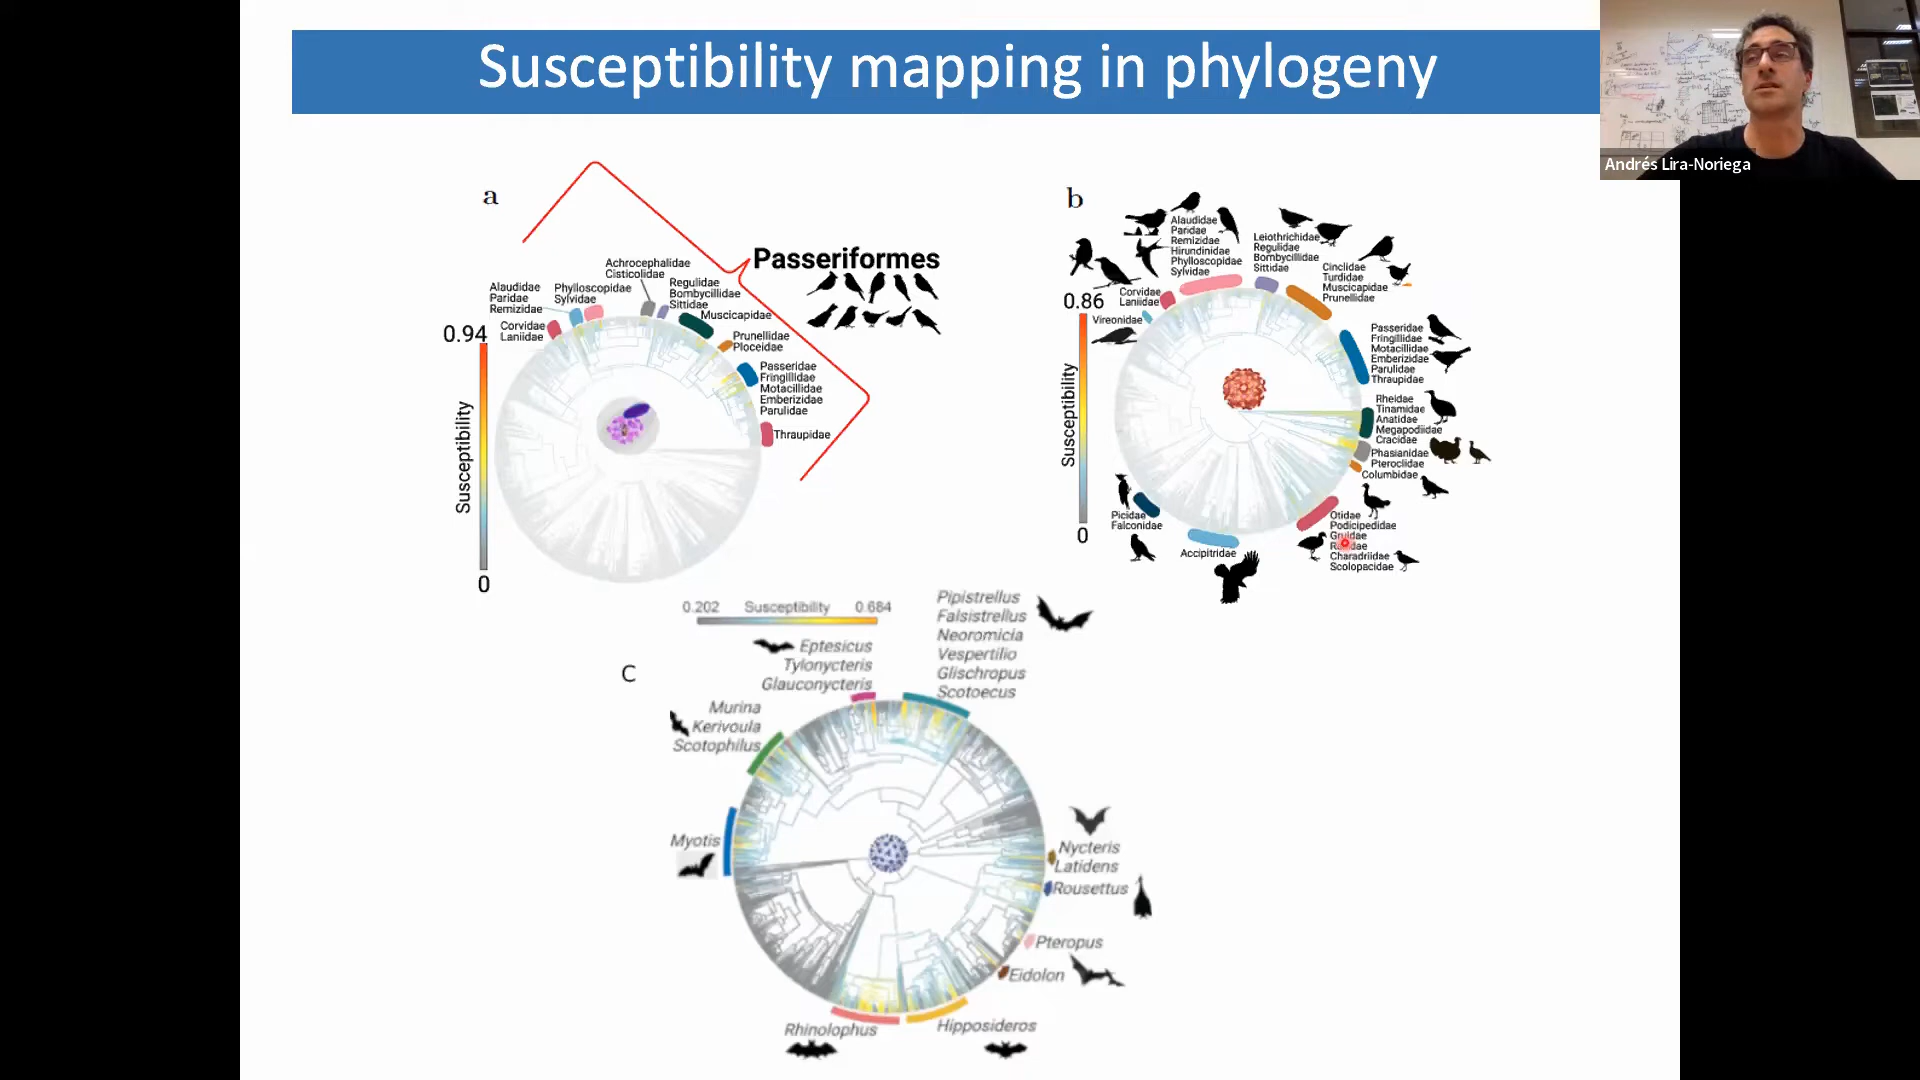 Susceptibility mapping in phylogeny
Andrés Lira-Noriega
a
Passeriformes
Achrocephalidae
Cisticolidae
Regulidae
Bombycillidae
Sittidae
Muscicapidae
Alaudidae
Paridae
Remizidae
Phylloscopidae
Sylvidae
Corvidae
Laniidae
Prunellidae
Ploceidae
Passeridae
Fringillidae
Motacillidae
Emberizidae
Parulidae
Thraupidae
0.94
Susceptibility
0
b
Alaudidae
Paridae
Remizidae
Hirundinidae
Phylloscopidae
Sylvidae
Leiothrichidae
Regulidae
Bombycillidae
Sittidae
Cinclidae
Turdidae
Muscicapidae
Prunellidae
Corvidae
Laniidae
Vireonidae
0.86
Susceptibility
0
Passeridae
Fringillidae
Motacillidae
Emberizidae
Parulidae
Thraupidae
Rheidae
Tinamidae
Anatidae
Megapodiidae
Cracidae
Phasianidae
Pteroclidae
Columbidae
Otidae
Podicipedidae
Gruidae
Charadriidae
Scolopacidae
Picidae
Falconidae
Accipitridae
C
0.202 Susceptibility 0.684
Pipistrellus
Falsistrellus
Neoromicia
Vespertilio
Glischropus
Scotoecus
Eptesicus
Tylonycteris
Glauconycteris
Murina
Kerivoula
Scotophilus
Myotis
Nycteris
Latidens
Rousettus
Pteropus
Eidolon
Rhinolophus
Hipposideros